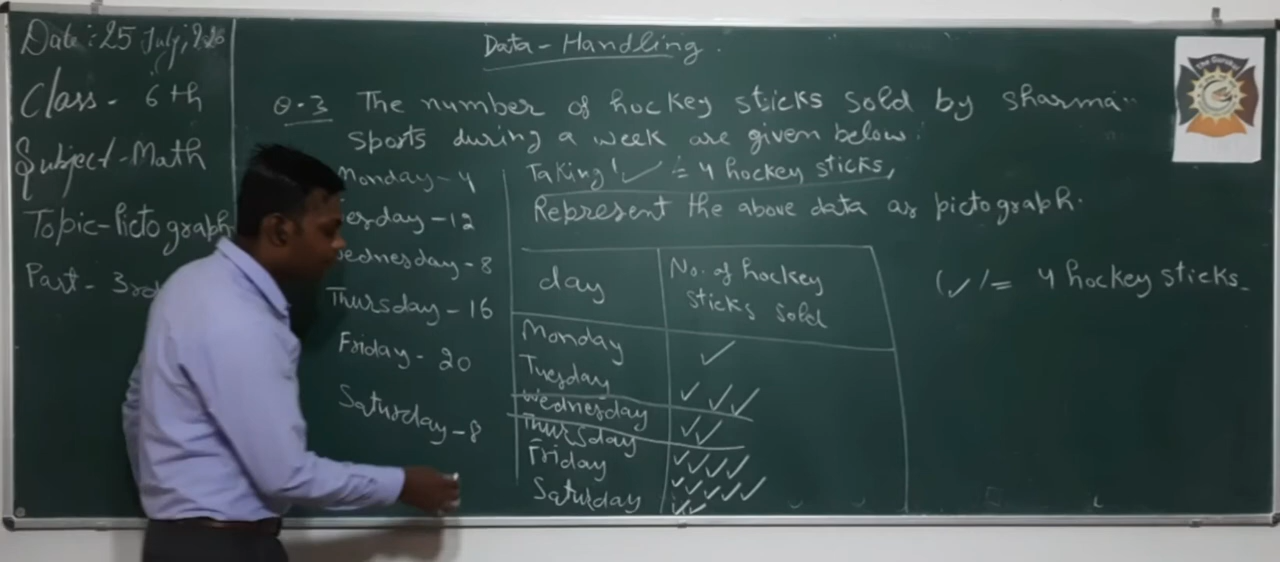 Date: 25 July, 2020
Class - 6th
Subject - Math
Topic - Pictograph
Part - 3rd
Data - Handling.
Q.3 The number of hockey sticks sold by sharma
sports during a week are given below:
Monday - 4
esday - 12
Wednesday - 8
Thursday - 16
Friday - 20
Saturday - 8
Taking ✓ = 4 hockey sticks,
Represent the above data as pictograph.
day No. of hockey
sticks sold
Monday ✓
Tuesday ✓ ✓ ✓
Wednesday ✓✓
Thursday ✓✓✓✓
Friday ✓✓✓✓✓
Saturday ✓✓
(✓) = 4 hockey sticks.
The Gurukul